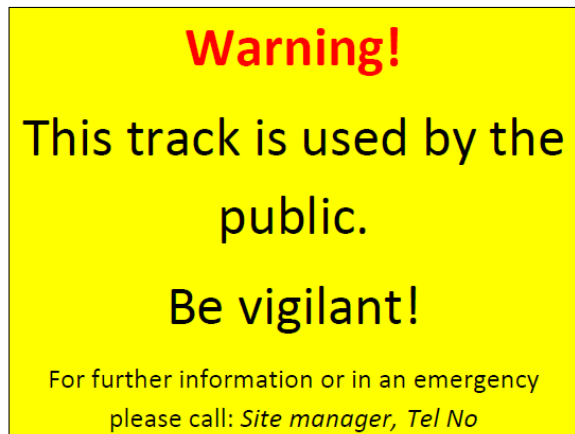 Warning!
This track is used by the
public.
Be vigilant!
For further information or in an emergency
please call: Site manager, Tel No